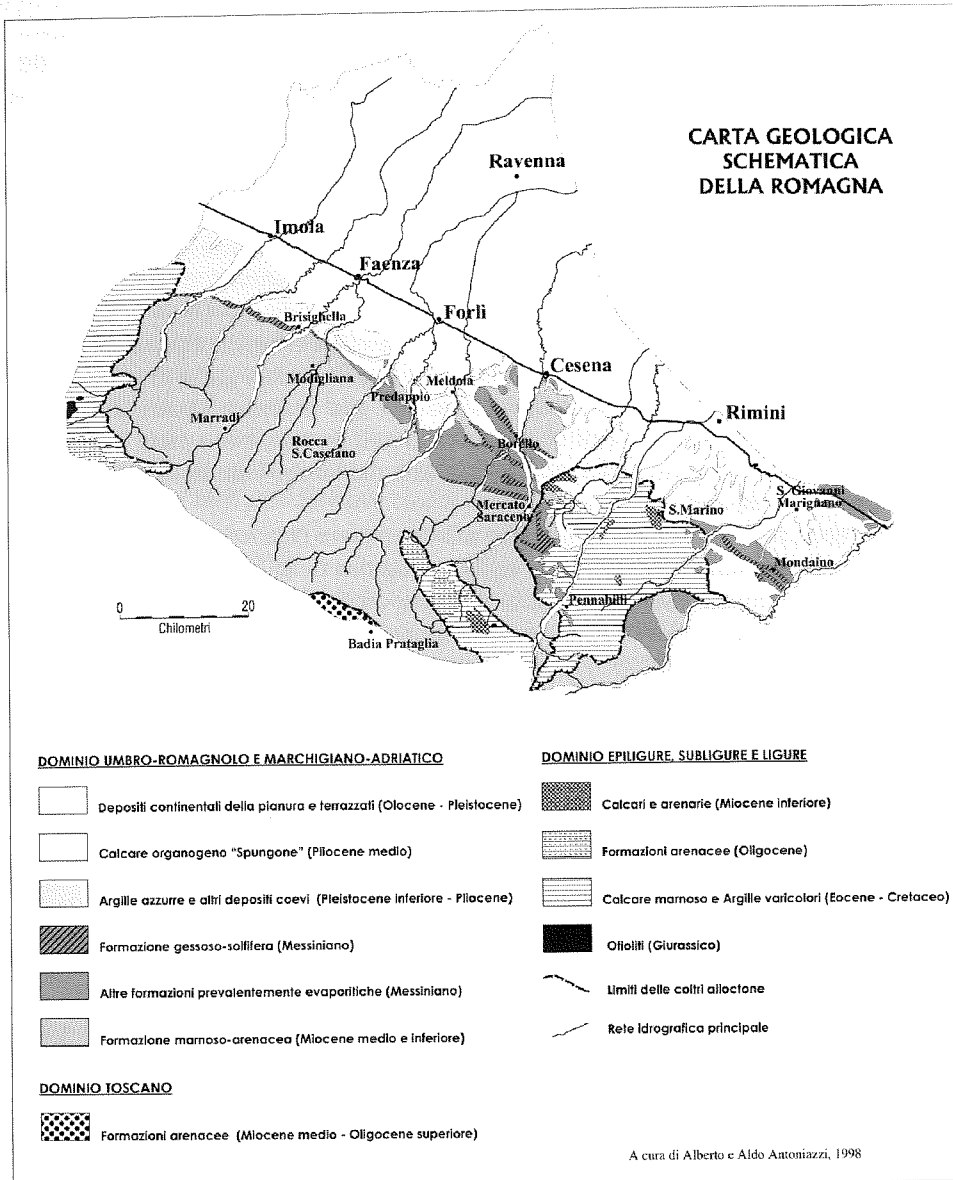 CARTA GEOLOGICA
SCHEMATICA
DELLA ROMAGNA
Ravenna
Imola
Faenza
Brisighella
Forlì
Cesena
Modigliana
Meldola
Predappio
Rimini
Marradi
Rocca
S.Casciano
Borello
S. Giovanni
Marignano
Mercato
Saraceno
S.Marino
Mondaino
Pennabilli
0 20
Chilometri
Badia Prataglia
DOMINIO UMBRO-ROMAGNOLO E MARCHIGIANO-ADRIATICO
Depositi continentali della pianura e terrazzati (Olocene - Pleistocene)
Calcare organogeno "Spungone" (Pliocene medio)
Argille azzurre e altri depositi coevi (Pleistocene inferiore - Pliocene)
Formazione gessoso-solfifera (Messiniano)
Altre formazioni prevalentemente evaporitiche (Messiniano)
Formazione marnoso-arenacea (Miocene medio e inferiore)
DOMINIO TOSCANO
Formazioni arenacee (Miocene medio - Oligocene superiore)
DOMINIO EPILIGURE, SUBLIGURE E LIGURE
Calcari e arenarie (Miocene inferiore)
Formazioni arenacee (Oligocene)
Calcare marnoso e Argille varicolori (Eocene - Cretaceo)
Ofioliti (Giurassico)
Limiti delle coltri alloctone
Rete idrografica principale
A cura di Alberto e Aldo Antoniazzi, 1998